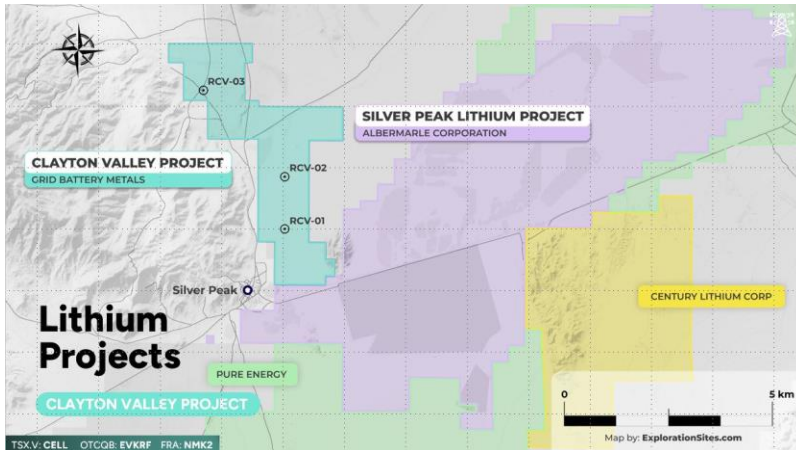 RCV-03
SILVER PEAK LITHIUM PROJECT
ALBERMARLE CORPORATION
CLAYTON VALLEY PROJECT
GRID BATTERY METALS
RCV-02
RCV-01
Silver Peak
CENTURY LITHIUM CORP
Lithium
Projects
PURE ENERGY
CLAYTON VALLEY PROJECT
0 5 km
Map by: ExplorationSites.com
TSX.V: CELL OTCQB: EVKRF FRA: NMK2